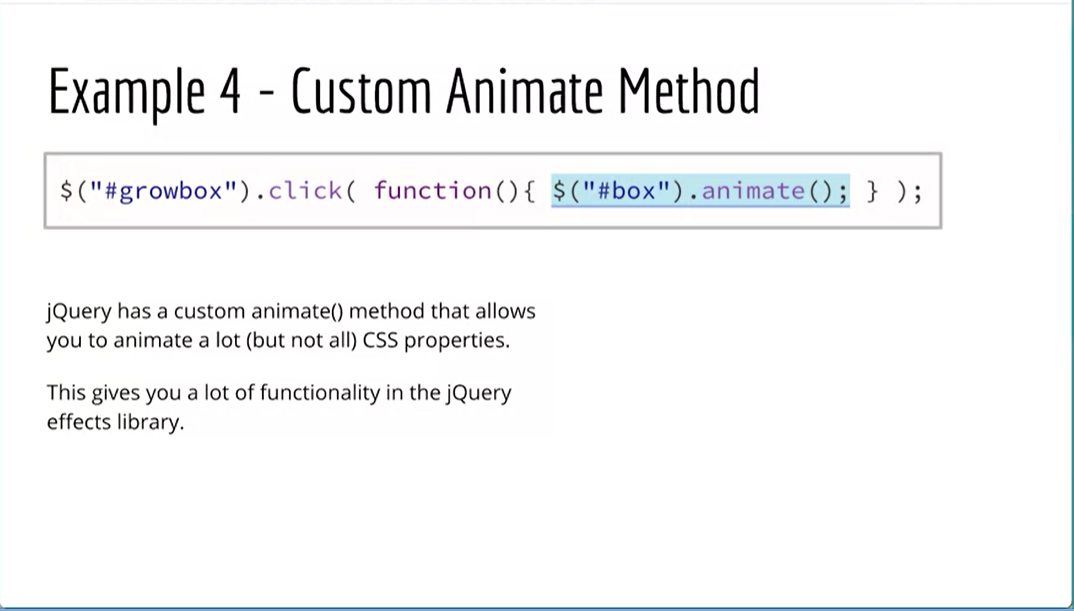 Example 4 - Custom Animate Method
$("#growbox").click( function(){ $("#box").animate(); } );
jQuery has a custom animate() method that allows
you to animate a lot (but not all) CSS properties.
This gives you a lot of functionality in the jQuery
effects library.